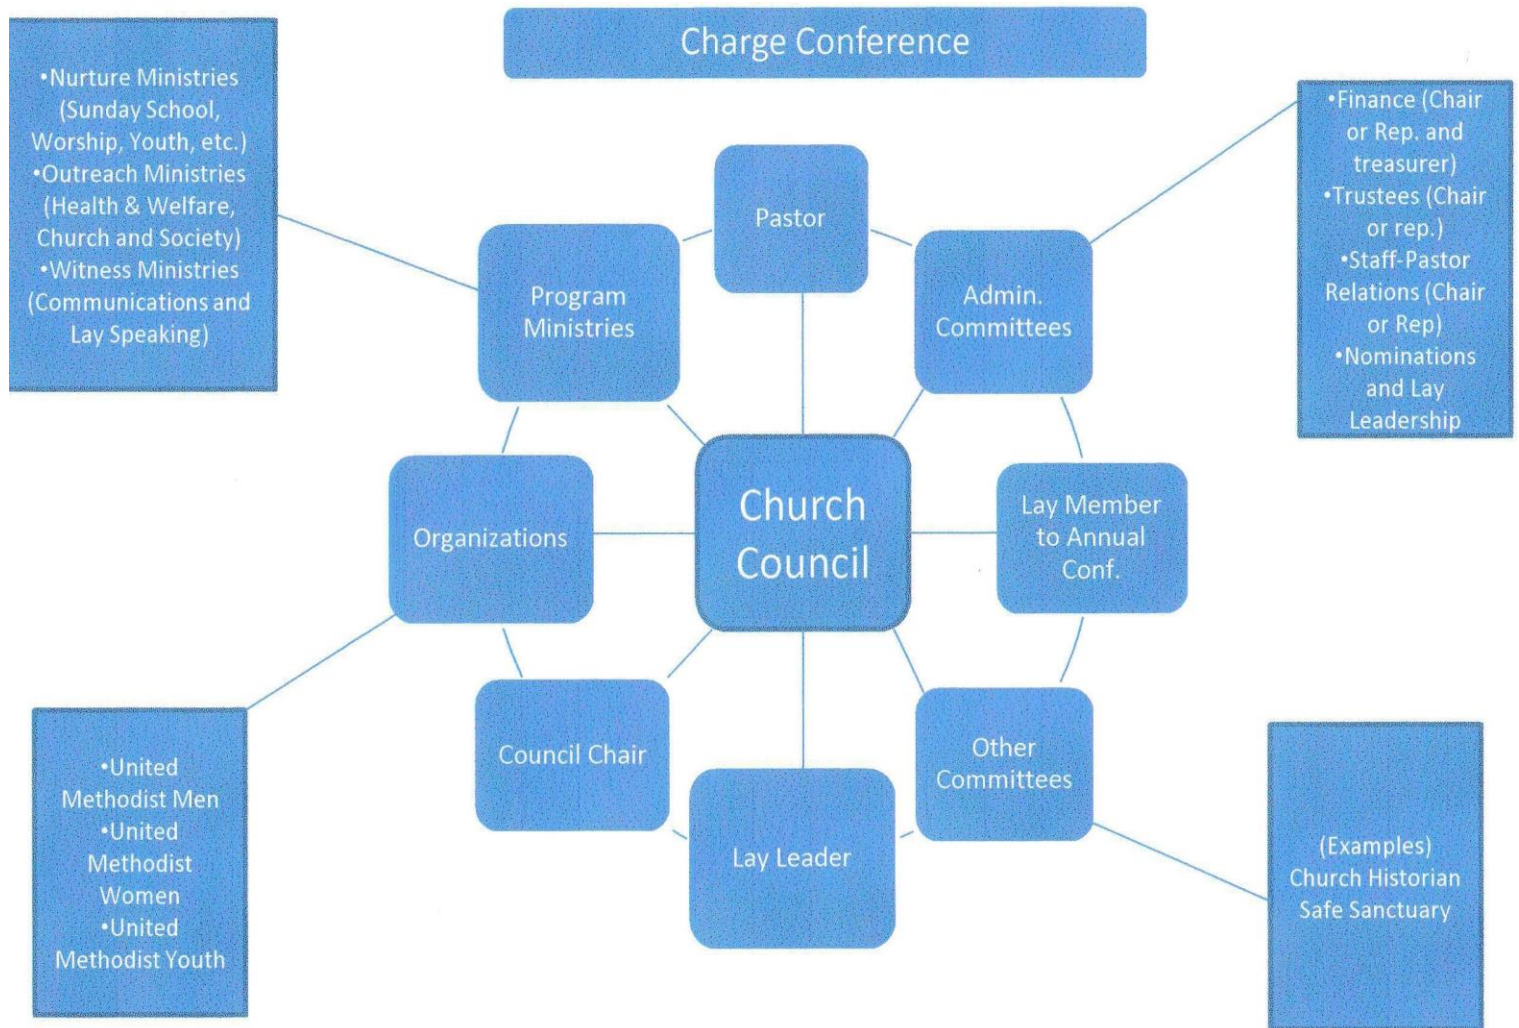 Charge Conference
•Nurture Ministries
(Sunday School,
Worship, Youth, etc.)
•Outreach Ministries
(Health & Welfare,
Church and Society)
•Witness Ministries
(Communications and
Lay Speaking)
•Finance (Chair
or Rep. and
treasurer)
•Trustees (Chair
or rep.)
•Staff-Pastor
Relations (Chair
or Rep)
•Nominations
and Lay
Leadership
Pastor
Program
Ministries
Admin.
Committees
Organizations
Church
Council
Lay Member
to Annual
Conf.
Council Chair
Other
Committees
Lay Leader
•United
Methodist Men
•United
Methodist
Women
•United
Methodist Youth
(Examples)
Church Historian
Safe Sanctuary